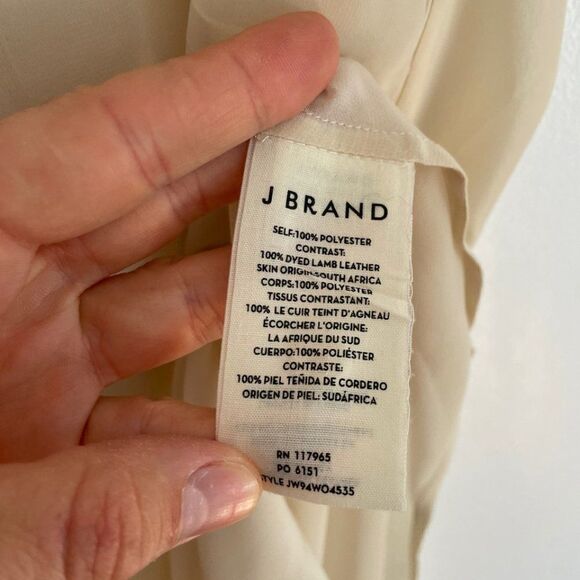 J BRAND
SELF:100% POLYESTER
CONTRAST:
100% DYED LAMB LEATHER
SKIN ORIGIN:SOUTH AFRICA
CORPS:100% POLYESTER
TISSUS CONTRASTANT:
100% LE CUIR TEINT D'AGNEAU
ÉCORCHER L'ORIGINE:
LA AFRIQUE DU SUD
CUERPO:100% POLIÉSTER
CONTRASTE:
100% PIEL TEÑIDA DE CORDERO
ORIGEN DE PIEL: SUDÁFRICA
RN 117965
PO 6151
STYLE JW94W04535